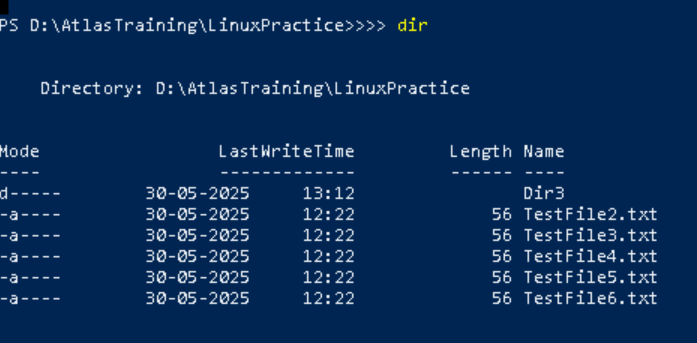 PS D:\AtlasTraining\LinuxPractice>>>> dir
Directory: D:\AtlasTraining\LinuxPractice
Mode LastWriteTime Length Name
---- ------------- ------ ----
d----- 30-05-2025 13:12 Dir3
-a---- 30-05-2025 12:22 56 TestFile2.txt
-a---- 30-05-2025 12:22 56 TestFile3.txt
-a---- 30-05-2025 12:22 56 TestFile4.txt
-a---- 30-05-2025 12:22 56 TestFile5.txt
-a---- 30-05-2025 12:22 56 TestFile6.txt